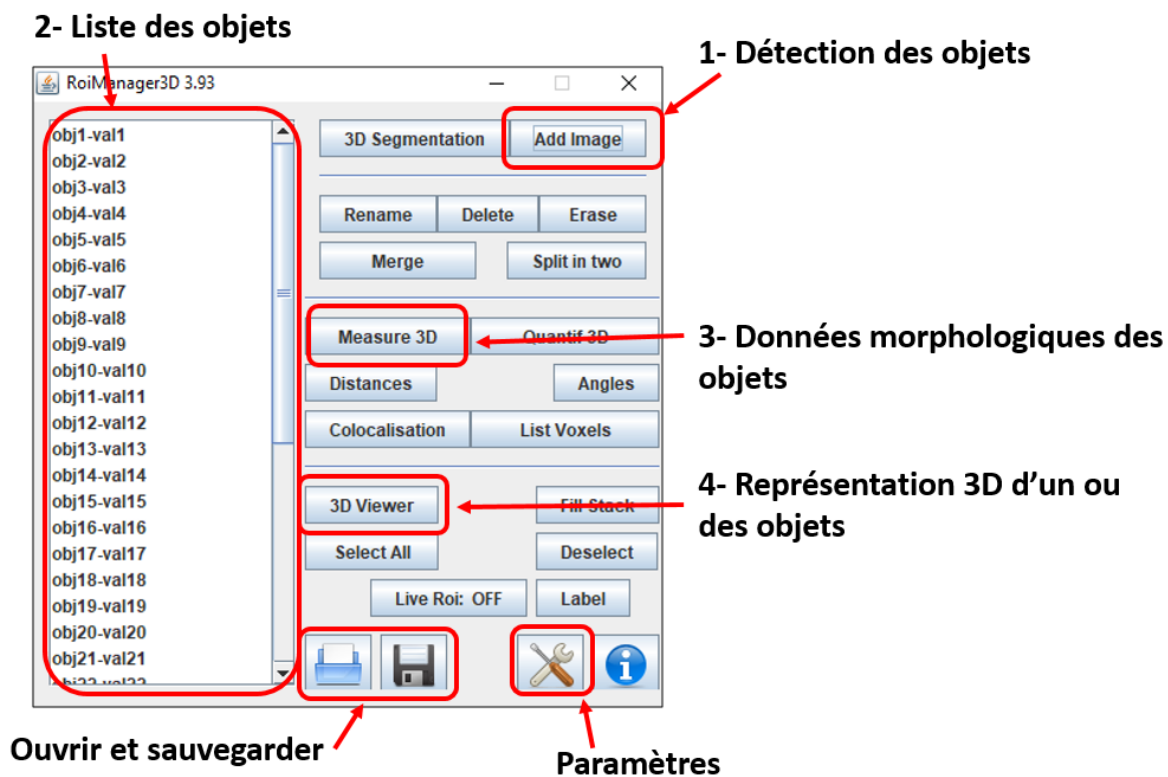 2- Liste des objets
1- Détection des objets
RoiManager3D 3.93
obj1-val1
obj2-val2
obj3-val3
obj4-val4
obj5-val5
obj6-val6
obj7-val7
obj8-val8
obj9-val9
obj10-val10
obj11-val11
obj12-val12
obj13-val13
obj14-val14
obj15-val15
obj16-val16
obj17-val17
obj18-val18
obj19-val19
obj20-val20
obj21-val21
obj22-val22
3D Segmentation Add Image
Rename Delete Erase
Merge Split in two
Measure 3D Quantif 3D
Distances Angles
Colocalisation List Voxels
3D Viewer Fill Stack
Select All Deselect
Live Roi: OFF Label
3- Données morphologiques des
objets
4- Représentation 3D d’un ou
des objets
Ouvrir et sauvegarder
Paramètres